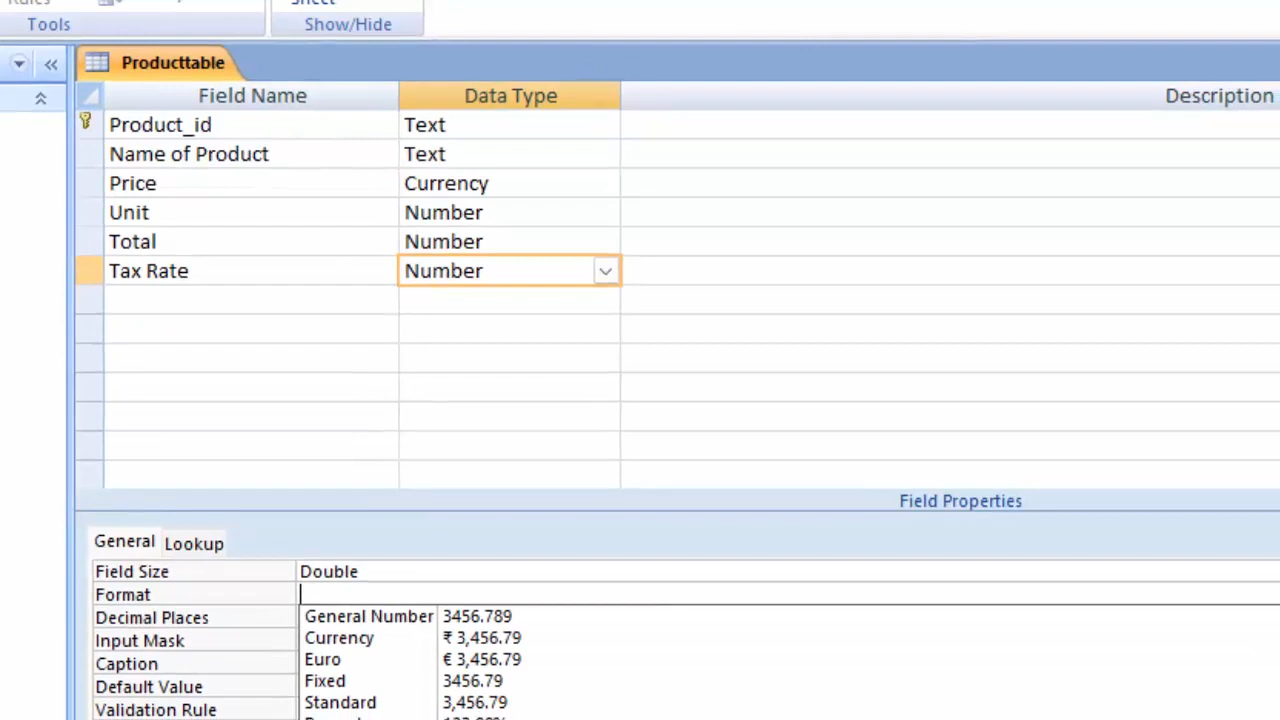 Rules Sheet
Tools Show/Hide
Producttable
Field Name Data Type Description
Product_id Text
Name of Product Text
Price Currency
Unit Number
Total Number
Tax Rate Number
Field Properties
General Lookup
Field Size Double
Format
Decimal Places General Number 3456.789
Input Mask Currency ₹ 3,456.79
Caption Euro € 3,456.79
Default Value Fixed 3456.79
Validation Rule Standard 3,456.79